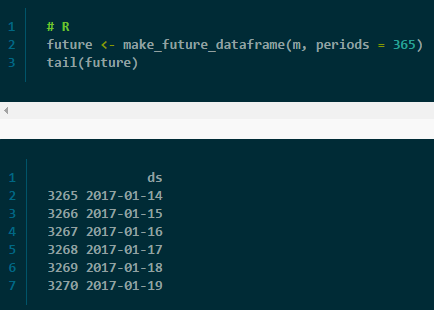 1 # R
2 future <- make_future_dataframe(m, periods = 365)
3 tail(future)
1 ds
2 3265 2017-01-14
3 3266 2017-01-15
4 3267 2017-01-16
5 3268 2017-01-17
6 3269 2017-01-18
7 3270 2017-01-19